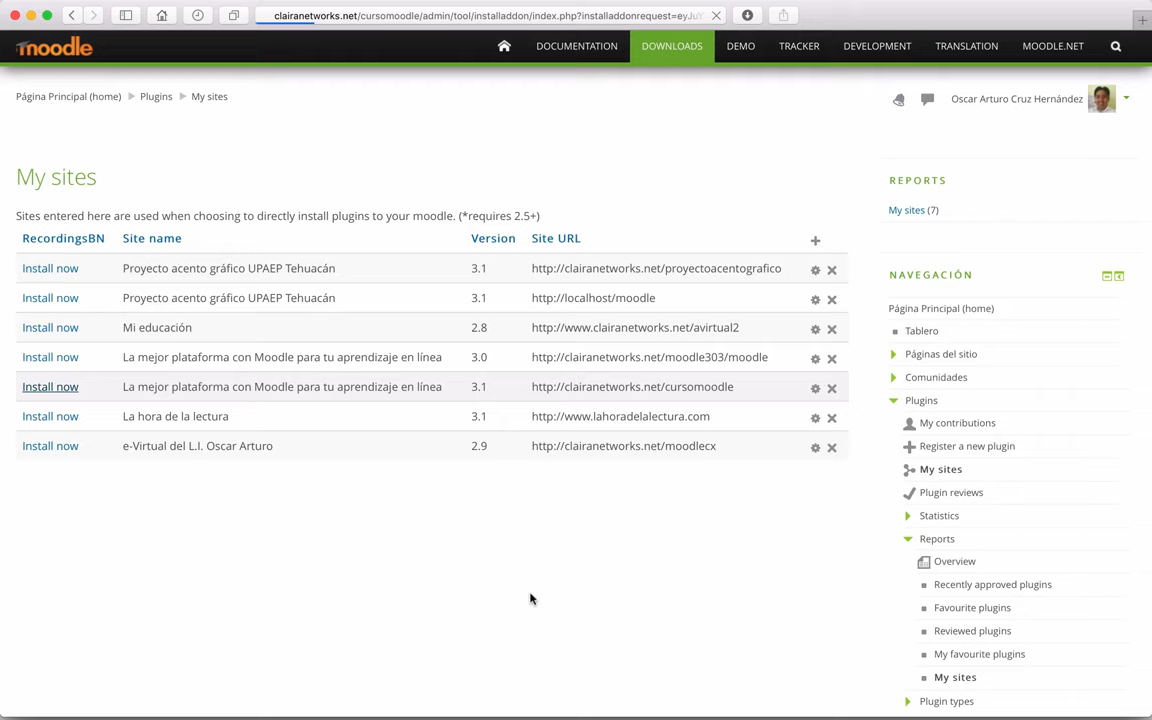 clairanetworks.net/cursomoodle/admin/tool/installaddon/index.php?installaddonrequest=eyJu
moodle
DOCUMENTATION
DOWNLOADS
DEMO
TRACKER
DEVELOPMENT
TRANSLATION
MOODLE.NET
Página Principal (home) Plugins My sites
Oscar Arturo Cruz Hernández
My sites
Sites entered here are used when choosing to directly install plugins to your moodle. (*requires 2.5+)
RecordingsBN Site name Version Site URL
Install now Proyecto acento gráfico UPAEP Tehuacán 3.1 http://clairanetworks.net/proyectoacentografico
Install now Proyecto acento gráfico UPAEP Tehuacán 3.1 http://localhost/moodle
Install now Mi educación 2.8 http://www.clairanetworks.net/avirtual2
Install now La mejor plataforma con Moodle para tu aprendizaje en línea 3.0 http://clairanetworks.net/moodle303/moodle
Install now La mejor plataforma con Moodle para tu aprendizaje en línea 3.1 http://clairanetworks.net/cursomoodle
Install now La hora de la lectura 3.1 http://www.lahoradelalectura.com
Install now e-Virtual del L.I. Oscar Arturo 2.9 http://clairanetworks.net/moodlecx
REPORTS
My sites (7)
NAVEGACIÓN
Página Principal (home)
Tablero
Páginas del sitio
Comunidades
Plugins
My contributions
Register a new plugin
My sites
Plugin reviews
Statistics
Reports
Overview
Recently approved plugins
Favourite plugins
Reviewed plugins
My favourite plugins
My sites
Plugin types